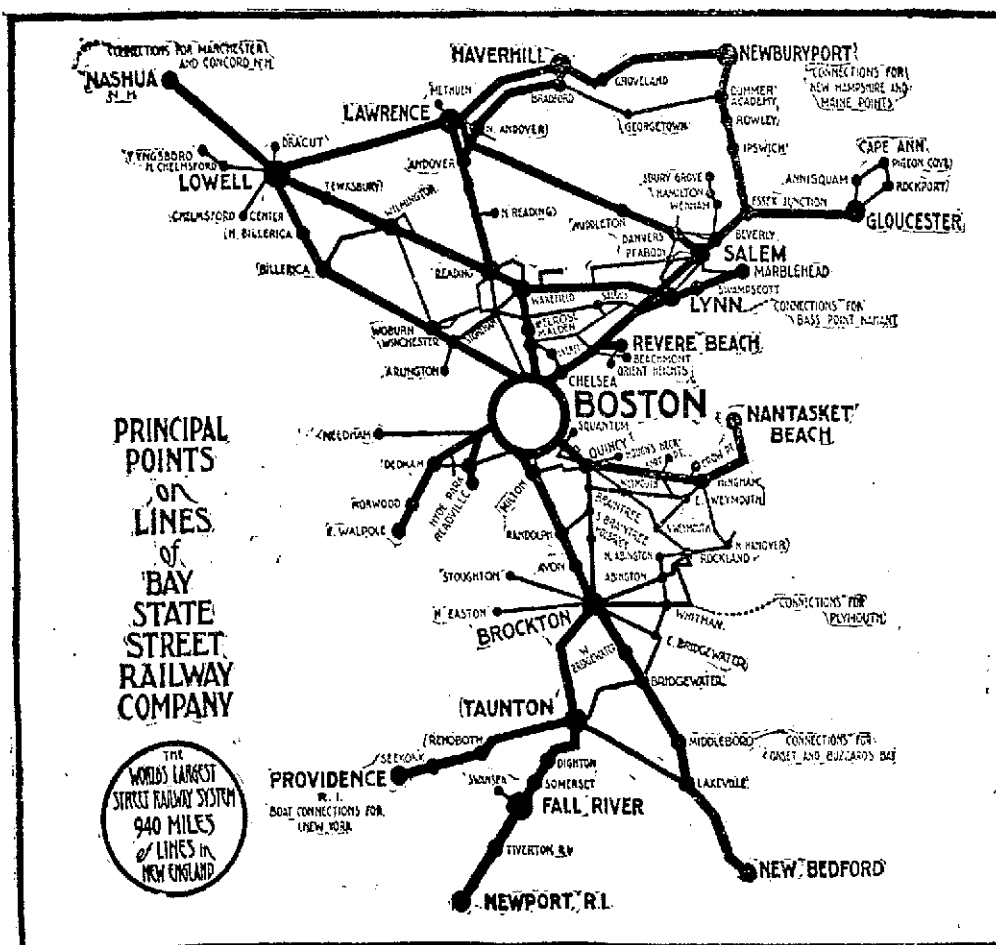 CONNECTIONS FOR MANCHESTER
AND CONCORD, N.H.
NASHUA
N.H.
HAVERHILL
NEWBURYPORT
CONNECTIONS FOR
NEW HAMPSHIRE AND
MAINE POINTS
METHUEN
BRADFORD
GROVELAND
DUMMER
ACADEMY
LAWRENCE
N. ANDOVER
GEORGETOWN
ROWLEY
DRACUT
TYNGSBORO
N. CHELMSFORD
ANDOVER
IPSWICH
CAPE ANN
PIGEON COVE
LOWELL
TEWKSBURY
ASBURY GROVE
HAMILTON
WENHAM
ANNISQUAM
ROCKPORT
CHELMSFORD
CENTER
WILMINGTON
N. READING
ESSEX JUNCTION
GLOUCESTER
N. BILLERICA
MIDDLETON
DANVERS
PEABODY
BEVERLY
SALEM
BILLERICA
READING
MARBLEHEAD
WAKEFIELD
SAUGUS
SWAMPSCOTT
LYNN
CONNECTIONS FOR
BASS POINT, NAHANT
WOBURN
WINCHESTER
STONEHAM
MELROSE
MALDEN
REVERE BEACH
BEACHMONT
ORIENT HEIGHTS
ARLINGTON
EVERETT
CHELSEA
BOSTON
PRINCIPAL
POINTS
on
LINES
of
BAY
STATE
STREET
RAILWAY
COMPANY
NEEDHAM
SQUANTUM
NANTASKET
BEACH
DEDHAM
QUINCY
HYDE PARK
READVILLE
MILTON
HINGHAM
NORWOOD
E. WEYMOUTH
E. WALPOLE
BRAINTREE
S. BRAINTREE
RANDOLPH
N. HANOVER
AVON
N. ABINGTON
ROCKLAND
STOUGHTON
ABINGTON
N. EASTON
BROCKTON
WHITMAN
CONNECTIONS FOR
PLYMOUTH
W.
BRIDGEWATER
E. BRIDGEWATER
BRIDGEWATER
TAUNTON
REHOBOTH
MIDDLEBORO
CONNECTIONS FOR
ONSET AND BUZZARDS BAY
SEEKONK
DIGHTON
PROVIDENCE
R.I.
BOAT CONNECTIONS FOR
NEW YORK
SWANSEA
SOMERSET
LAKEVILLE
FALL RIVER
TIVERTON, R.I.
NEW BEDFORD
NEWPORT, R.I.
THE
WORLD'S LARGEST
STREET RAILWAY SYSTEM
940 MILES
of LINES in
NEW ENGLAND